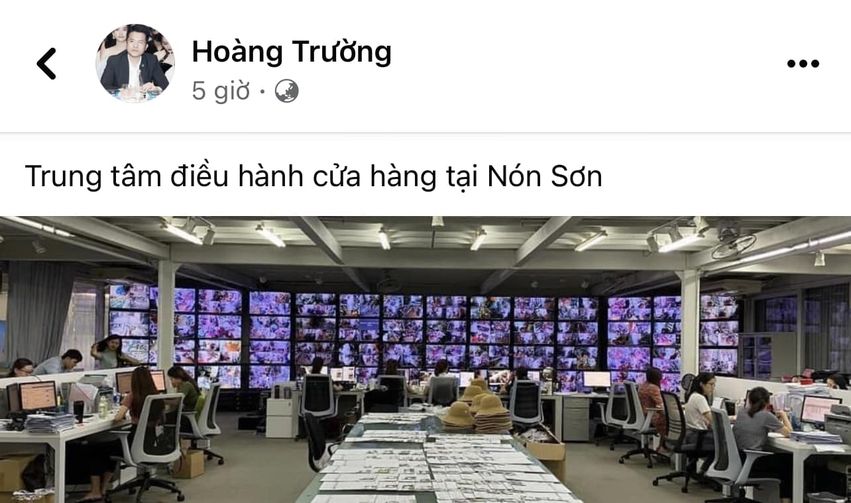 Hoàng Trường
5 giờ ·
Trung tâm điều hành cửa hàng tại Nón Sơn